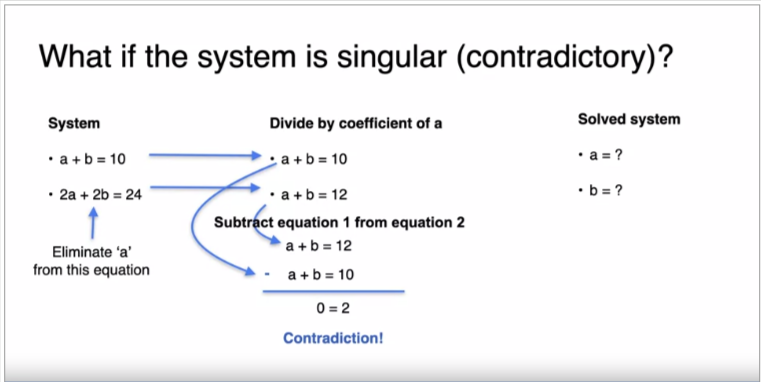 What if the system is singular (contradictory)?
System
• a + b = 10
• 2a + 2b = 24
Eliminate ‘a’
from this equation
Divide by coefficient of a
• a + b = 10
• a + b = 12
Subtract equation 1 from equation 2
a + b = 12
- a + b = 10
0 = 2
Contradiction!
Solved system
• a = ?
• b = ?